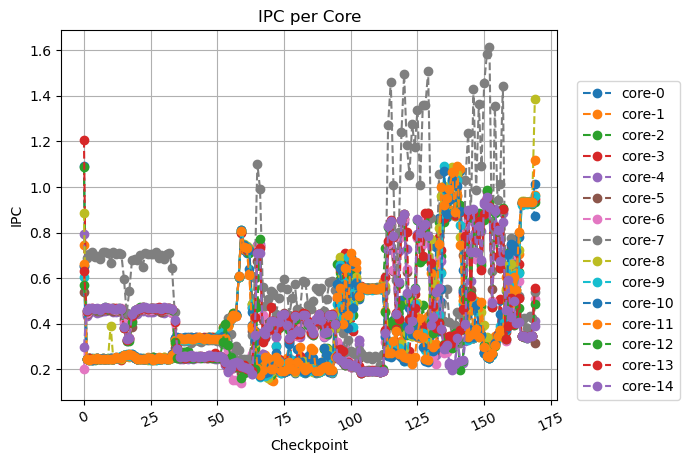 IPC per Core
IPC
1.6
1.4
1.2
1.0
0.8
0.6
0.4
0.2
0
25
50
75
100
125
150
175
Checkpoint
core-0
core-1
core-2
core-3
core-4
core-5
core-6
core-7
core-8
core-9
core-10
core-11
core-12
core-13
core-14